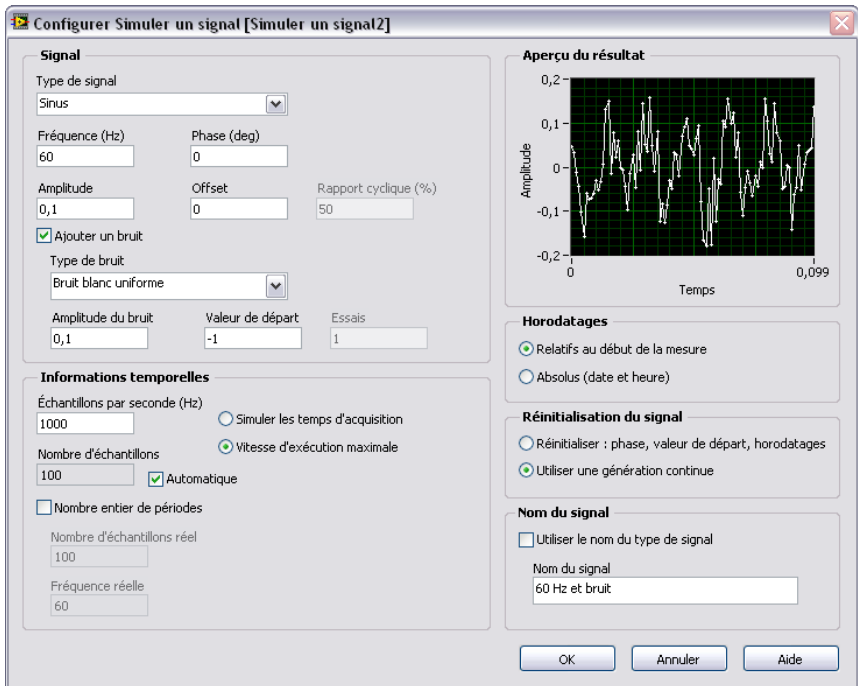 Configurer Simuler un signal [Simuler un signal2]
Signal
Type de signal
Sinus
Fréquence (Hz) Phase (deg)
60 0
Amplitude Offset Rapport cyclique (%)
0,1 0 50
Ajouter un bruit
Type de bruit
Bruit blanc uniforme
Amplitude du bruit Valeur de départ Essais
0,1 -1 1
Informations temporelles
Échantillons par seconde (Hz)
1000
Simuler les temps d'acquisition
Vitesse d'exécution maximale
Nombre d'échantillons
100 Automatique
Nombre entier de périodes
Nombre d'échantillons réel
100
Fréquence réelle
60
Aperçu du résultat
Amplitude
0,2
0,1
0
-0,1
-0,2
0 0,099
Temps
Horodatages
Relatifs au début de la mesure
Absolus (date et heure)
Réinitialisation du signal
Réinitialiser : phase, valeur de départ, horodatages
Utiliser une génération continue
Nom du signal
Utiliser le nom du type de signal
Nom du signal
60 Hz et bruit
OK Annuler Aide